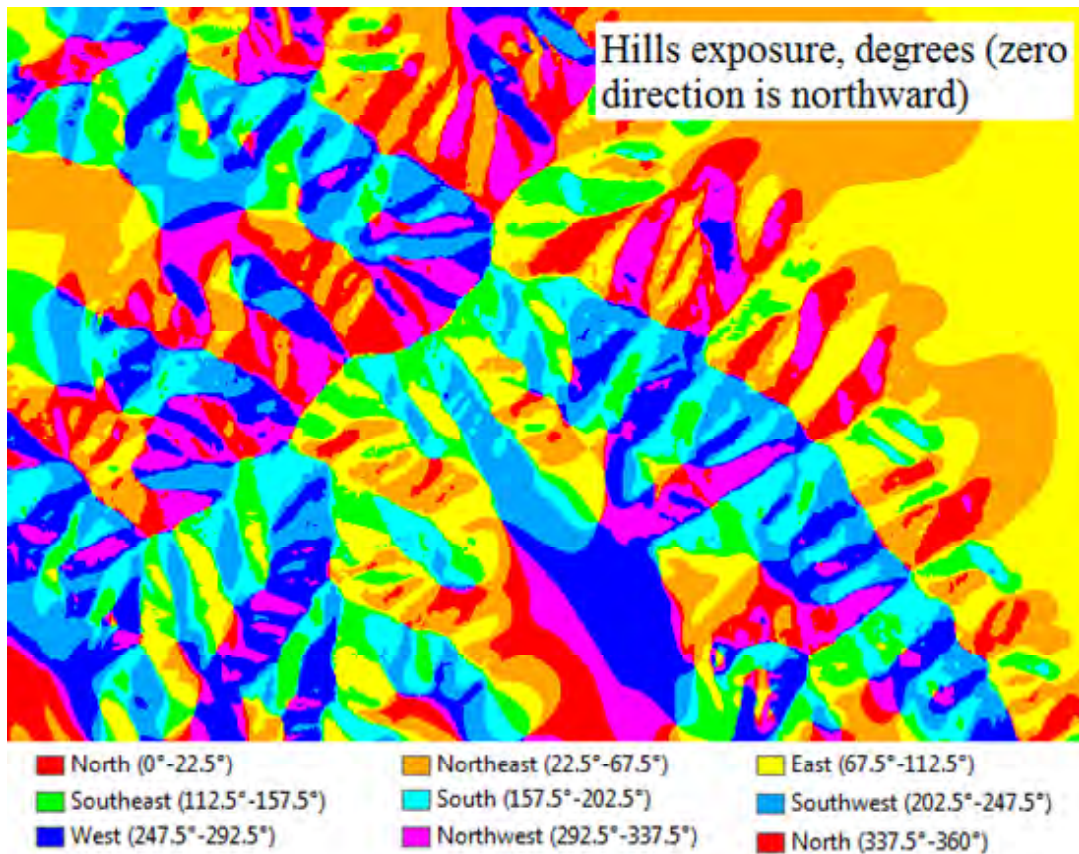 Hills exposure, degrees (zero
direction is northward)
North (0°-22.5°) Northeast (22.5°-67.5°) East (67.5°-112.5°)
Southeast (112.5°-157.5°) South (157.5°-202.5°) Southwest (202.5°-247.5°)
West (247.5°-292.5°) Northwest (292.5°-337.5°) North (337.5°-360°)